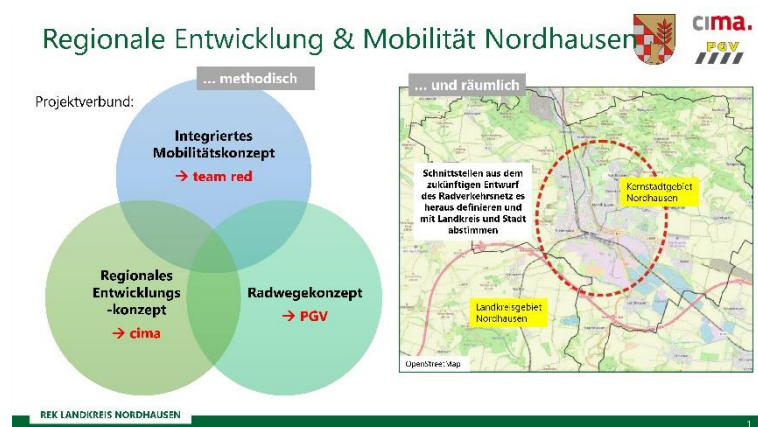 Regionale Entwicklung & Mobilität Nordhausen
cima.
PGV
... methodisch
... und räumlich
Projektverbund:
Integriertes
Mobilitätskonzept
→ team red
Regionales
Entwicklungs
-konzept
→ cima
Radwegekonzept
→ PGV
Schnittstellen aus dem
zukünftigen Entwurf
des Radverkehrsnetz es
heraus definieren und
mit Landkreis und Stadt
abstimmen
Kernstadtgebiet
Nordhausen
Landkreisgebiet
Nordhausen
OpenStreetMap
REK LANDKREIS NORDHAUSEN
1